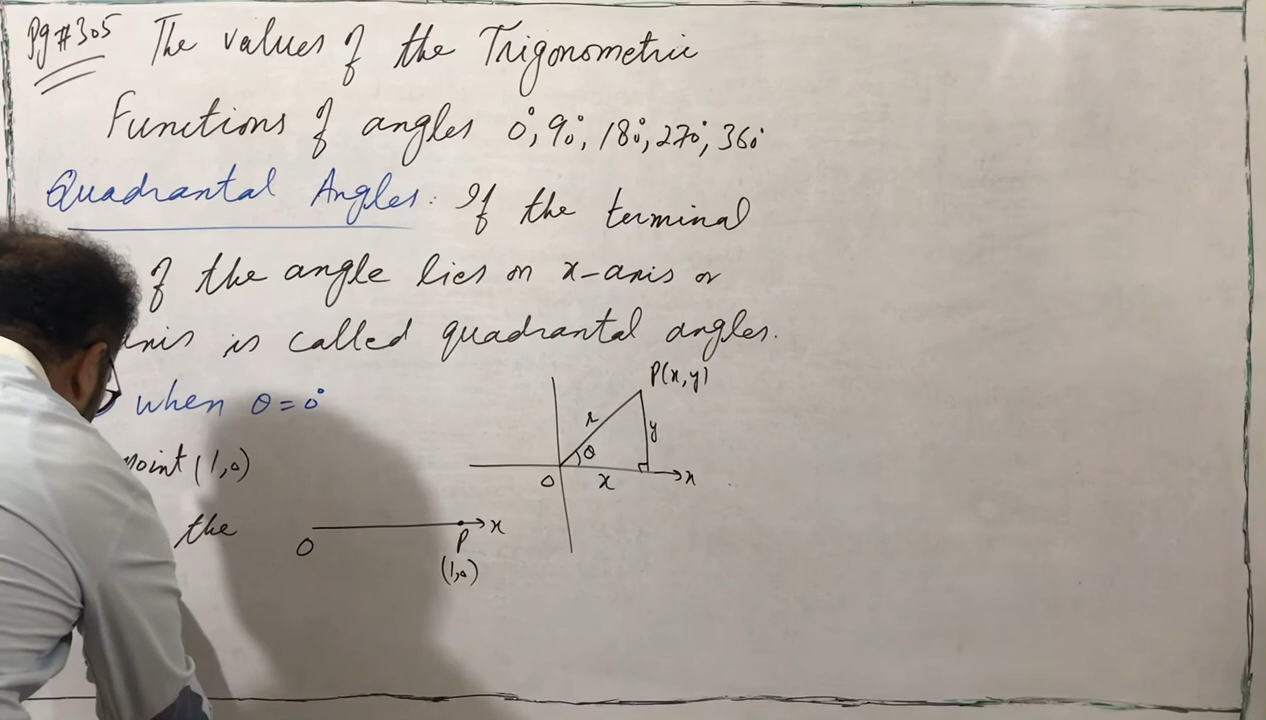 Pg#305 The values of the Trigonometric
Functions of angles 0°, 90°, 180°, 270°, 360°
Quadrantal Angles: If the terminal
of the angle lies on x-axis or
is called quadrantal angles.
when θ=0°
point (1,0)
the
O P x
(1,0)
P(x,y)
r
y
θ
O x x